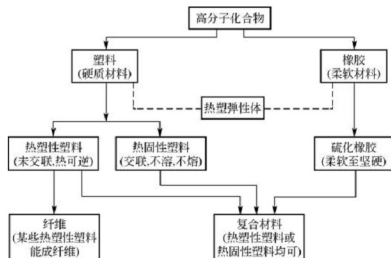 高分子化合物
塑料
(硬质材料)
橡胶
(柔软材料)
热塑弹性体
热塑性塑料
(未交联,热可逆)
热固性塑料
(交联,不溶,不熔)
硫化橡胶
(柔软至坚硬)
纤维
(某些热塑性塑料
能成纤维)
复合材料
(热塑性塑料或
热固性塑料均可)